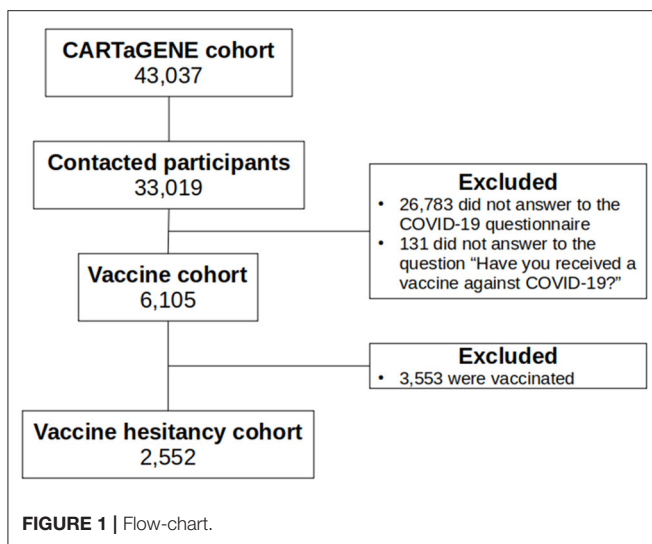 CARTaGENE cohort
43,037
Contacted participants
33,019
Excluded
• 26,783 did not answer to the
COVID-19 questionnaire
• 131 did not answer to the
question “Have you received a
vaccine against COVID-19?”
Vaccine cohort
6,105
Excluded
• 3,553 were vaccinated
Vaccine hesitancy cohort
2,552
FIGURE 1 | Flow-chart.